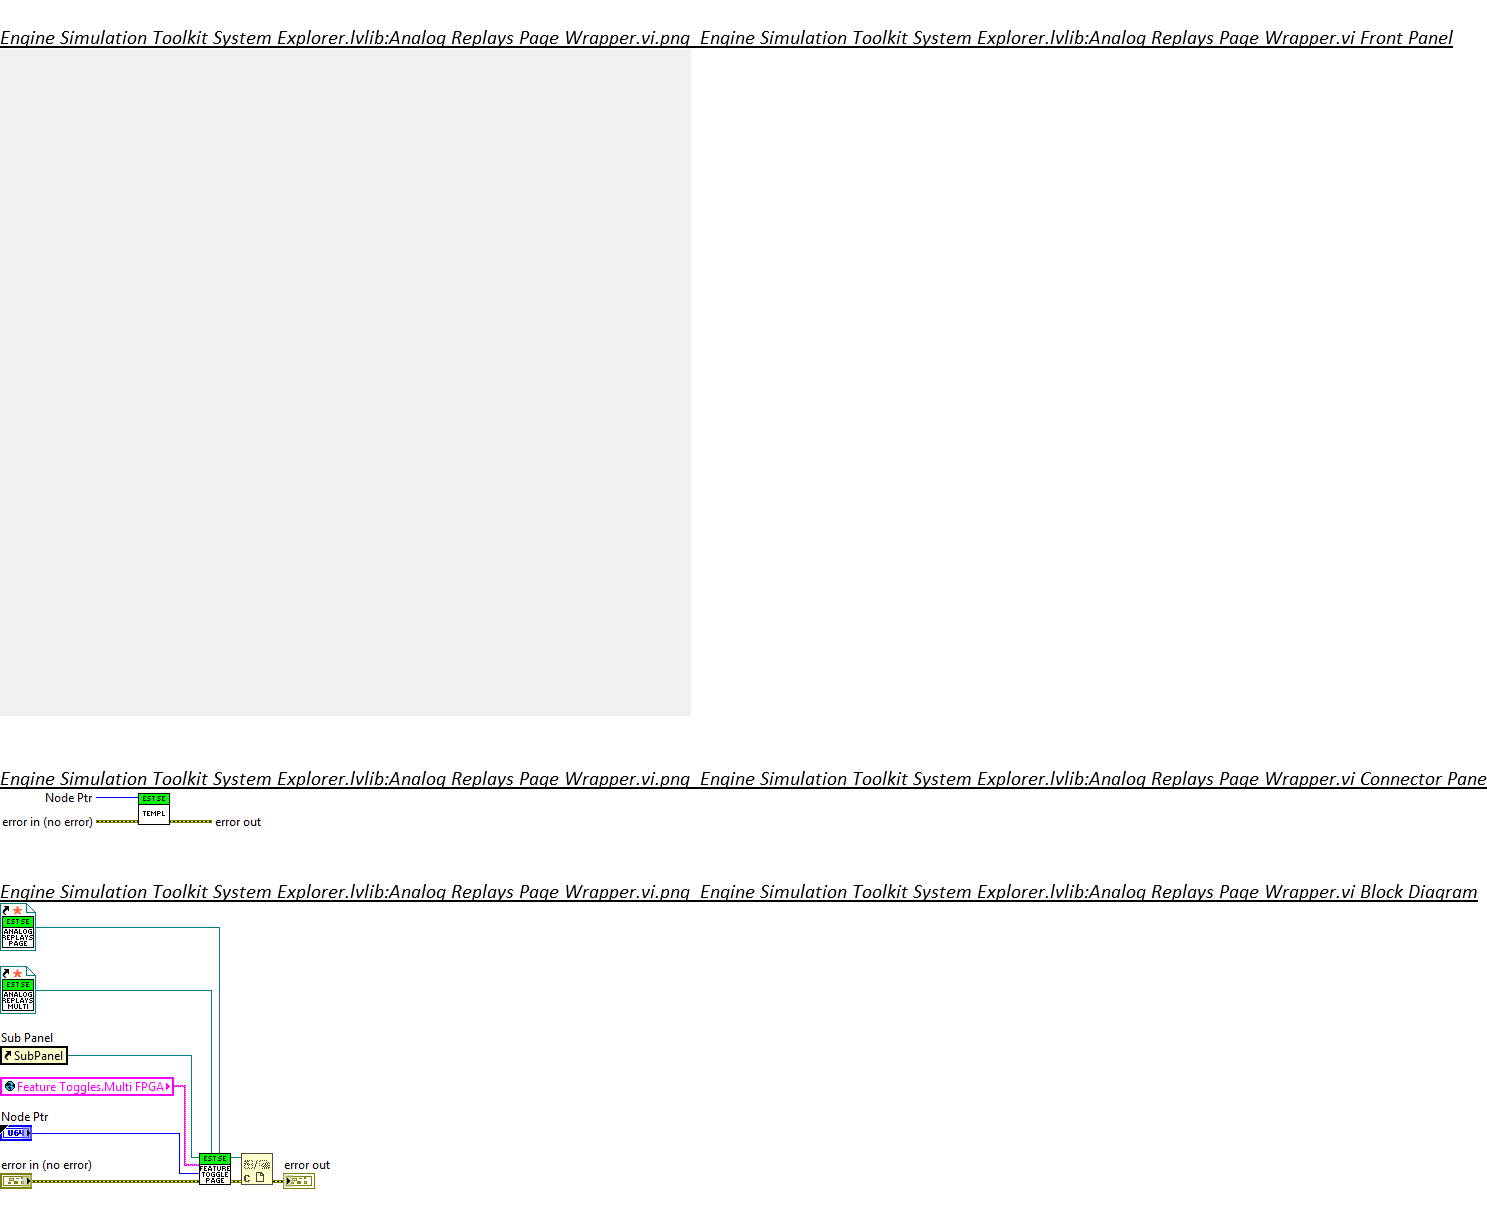 Engine Simulation Toolkit System Explorer.lvlib:Analog Replays Page Wrapper.vi.png Engine Simulation Toolkit System Explorer.lvlib:Analog Replays Page Wrapper.vi Front Panel
Engine Simulation Toolkit System Explorer.lvlib:Analog Replays Page Wrapper.vi.png Engine Simulation Toolkit System Explorer.lvlib:Analog Replays Page Wrapper.vi Connector Pane
Node Ptr
EST SE
TEMPL
error in (no error)
error out
Engine Simulation Toolkit System Explorer.lvlib:Analog Replays Page Wrapper.vi.png Engine Simulation Toolkit System Explorer.lvlib:Analog Replays Page Wrapper.vi Block Diagram
EST SE
ANALOG
REPLAYS
PAGE
EST SE
ANALOG
REPLAYS
MULTI
Sub Panel
SubPanel
Feature Toggles.Multi FPGA
Node Ptr
U64
error in (no error)
EST SE
FEATURE
TOGGLE
PAGE
C
error out